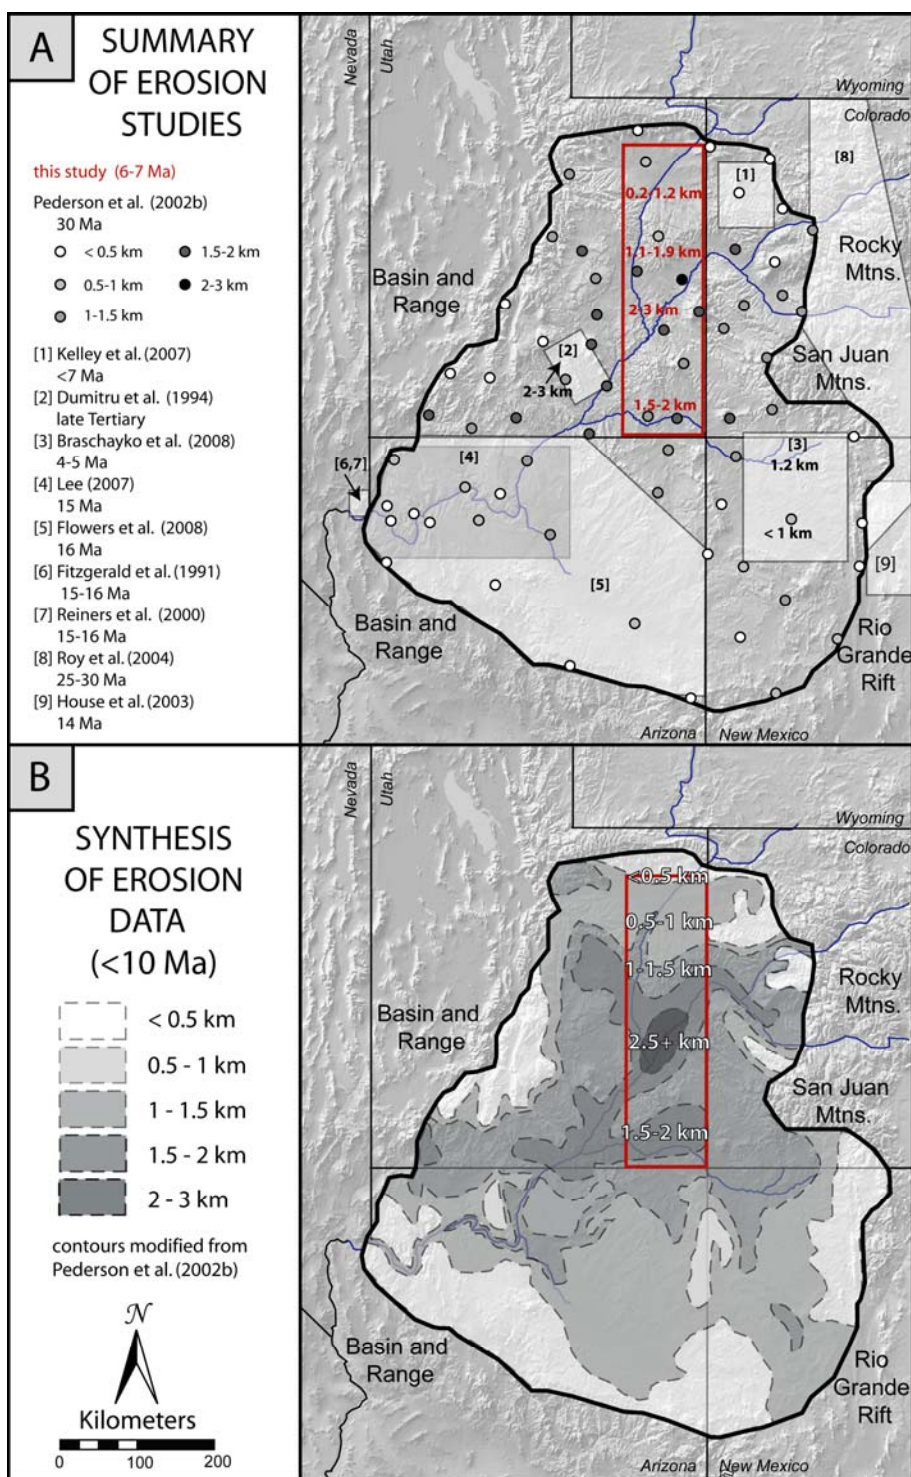 A
SUMMARY
OF EROSION
STUDIES
this study (6-7 Ma)
Pederson et al. (2002b)
30 Ma
< 0.5 km
1.5-2 km
0.5-1 km
2-3 km
1-1.5 km
[1] Kelley et al. (2007)
<7 Ma
[2] Dumitru et al. (1994)
late Tertiary
[3] Braschayko et al. (2008)
4-5 Ma
[4] Lee (2007)
15 Ma
[5] Flowers et al. (2008)
16 Ma
[6] Fitzgerald et al. (1991)
15-16 Ma
[7] Reiners et al. (2000)
15-16 Ma
[8] Roy et al. (2004)
25-30 Ma
[9] House et al. (2003)
14 Ma
Nevada
Utah
Wyoming
Colorado
[8]
[1]
0.2-1.2 km
1.1-1.9 km
Rocky
Mtns.
Basin and
Range
2-3 km
[2]
2-3 km
San Juan
Mtns.
1.5-2 km
[3]
1.2 km
[4]
[6,7]
< 1 km
[9]
[5]
Basin and
Range
Rio
Grande
Rift
Arizona
New Mexico
B
SYNTHESIS
OF EROSION
DATA
(<10 Ma)
< 0.5 km
0.5 - 1 km
1 - 1.5 km
1.5 - 2 km
2 - 3 km
contours modified from
Pederson et al. (2002b)
N
Kilometers
0 100 200
Nevada
Utah
Wyoming
Colorado
<0.5 km
0.5-1 km
1-1.5 km
Rocky
Mtns.
Basin and
Range
2.5+ km
San Juan
Mtns.
1.5-2 km
Basin and
Range
Rio
Grande
Rift
Arizona
New Mexico